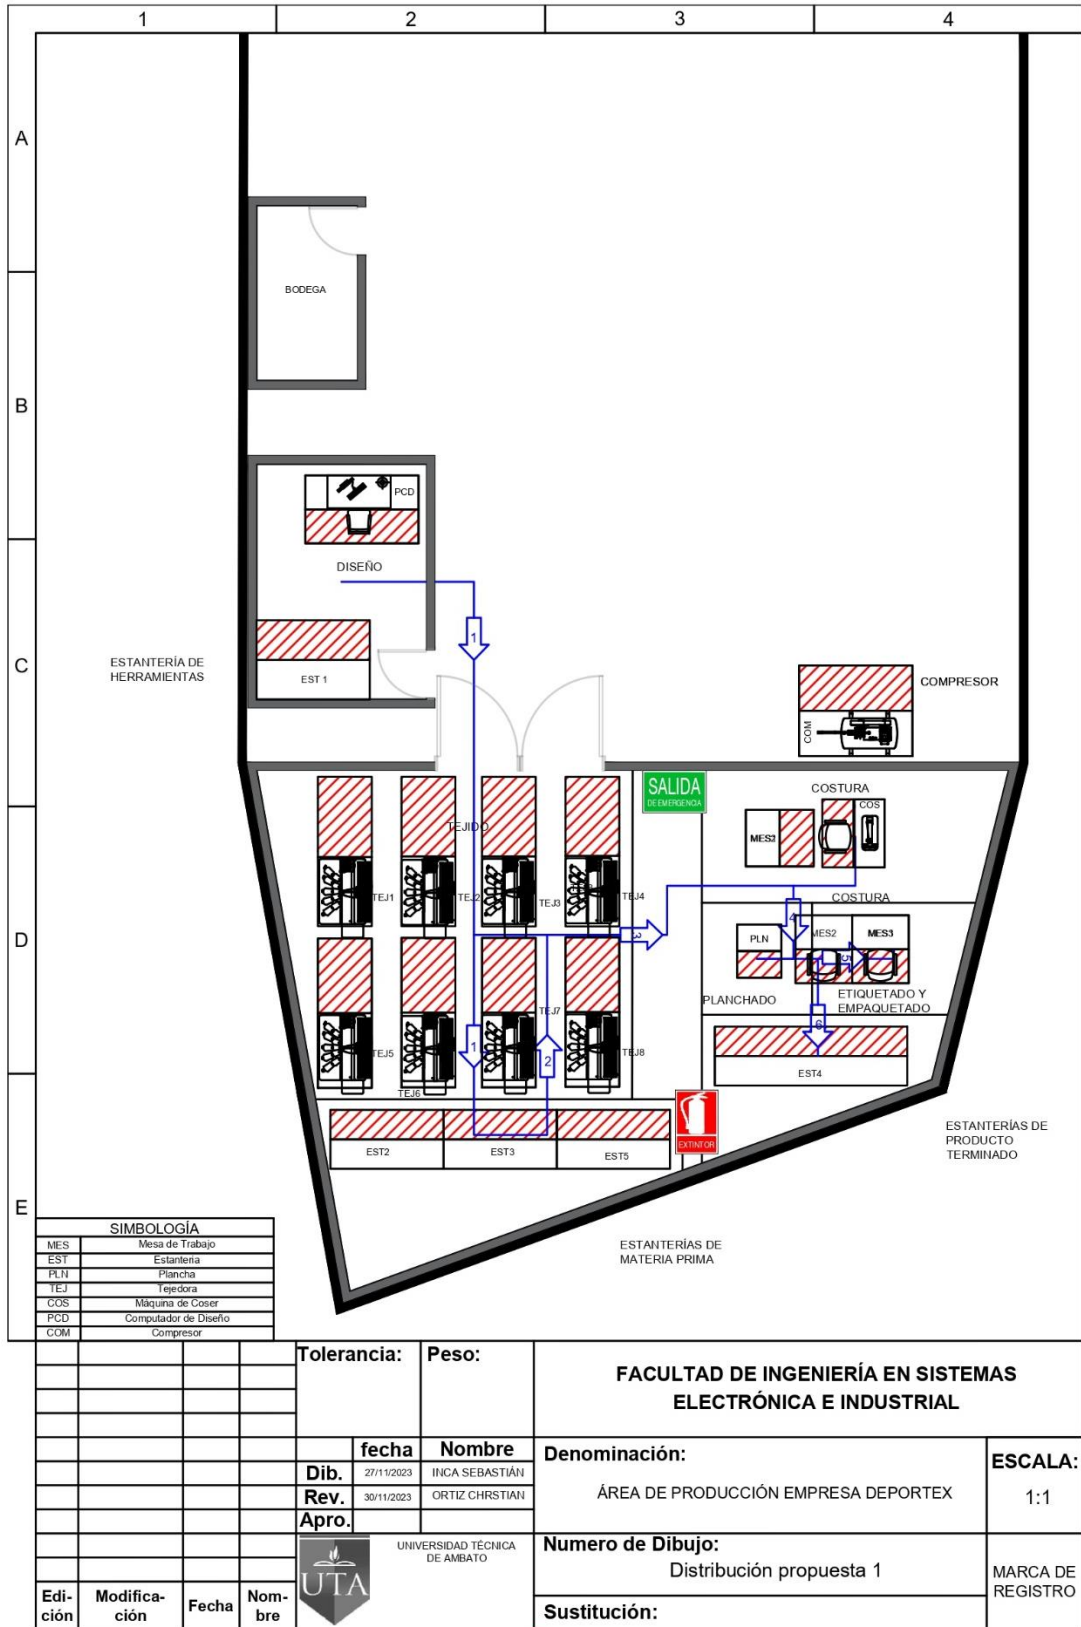 1 2 3 4
A
B
C
D
E
BODEGA
PCD
DISEÑO
1
EST 1
ESTANTERÍA DE
HERRAMIENTAS
COMPRESOR
COM
SALIDA
DE EMERGENCIA
COSTURA
COS
MES2
TEJIDO
TEJ1
TEJ2
TEJ3
TEJ4
COSTURA
3
4
PLN
MES2
MES3
5
PLANCHADO
ETIQUETADO Y
EMPAQUETADO
6
EST4
TEJ5
TEJ6
TEJ7
TEJ8
1
2
EST2
EST3
EST5
EXTINTOR
ESTANTERÍAS DE
PRODUCTO
TERMINADO
ESTANTERÍAS DE
MATERIA PRIMA
SIMBOLOGÍA
MES Mesa de Trabajo
EST Estanteria
PLN Plancha
TEJ Tejedora
COS Máquina de Coser
PCD Computador de Diseño
COM Compresor
Tolerancia: Peso:
FACULTAD DE INGENIERÍA EN SISTEMAS
ELECTRÓNICA E INDUSTRIAL
fecha Nombre
Dib. 27/11/2023 INCA SEBASTIÁN
Rev. 30/11/2023 ORTIZ CHRSTIAN
Apro.
Denominación:
ÁREA DE PRODUCCIÓN EMPRESA DEPORTEX
ESCALA:
1:1
UTA
UNIVERSIDAD TÉCNICA
DE AMBATO
Numero de Dibujo:
Distribución propuesta 1
MARCA DE
REGISTRO
Sustitución:
Edi-
ción
Modifica-
ción
Fecha
Nom-
bre